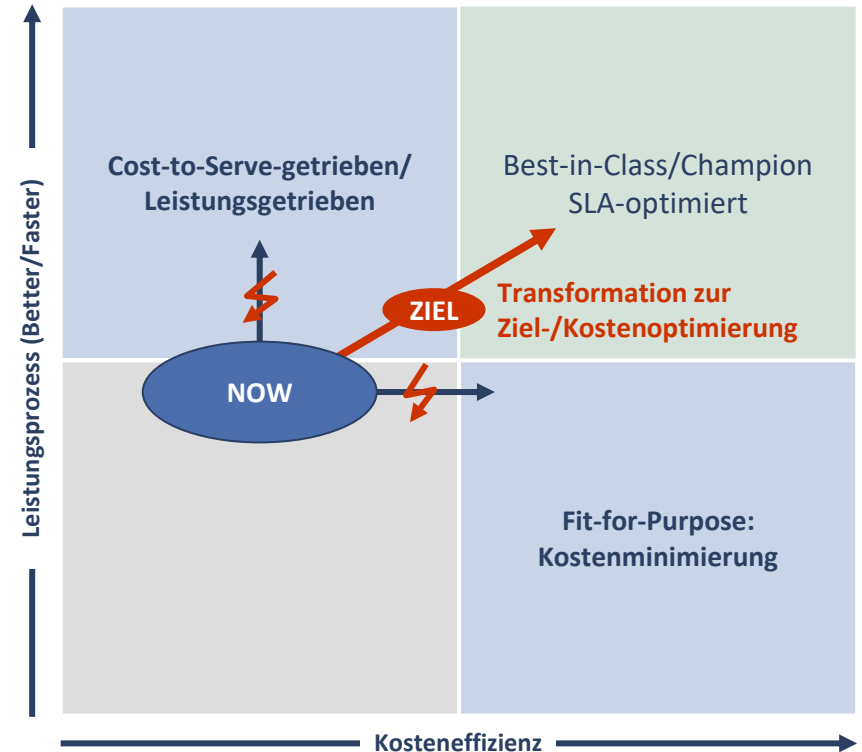 Leistungsprozess (Better/Faster)
Cost-to-Serve-getrieben/
Leistungsgetrieben
Best-in-Class/Champion
SLA-optimiert
ZIEL
Transformation zur
Ziel-/Kostenoptimierung
NOW
Fit-for-Purpose:
Kostenminimierung
Kosteneffizienz